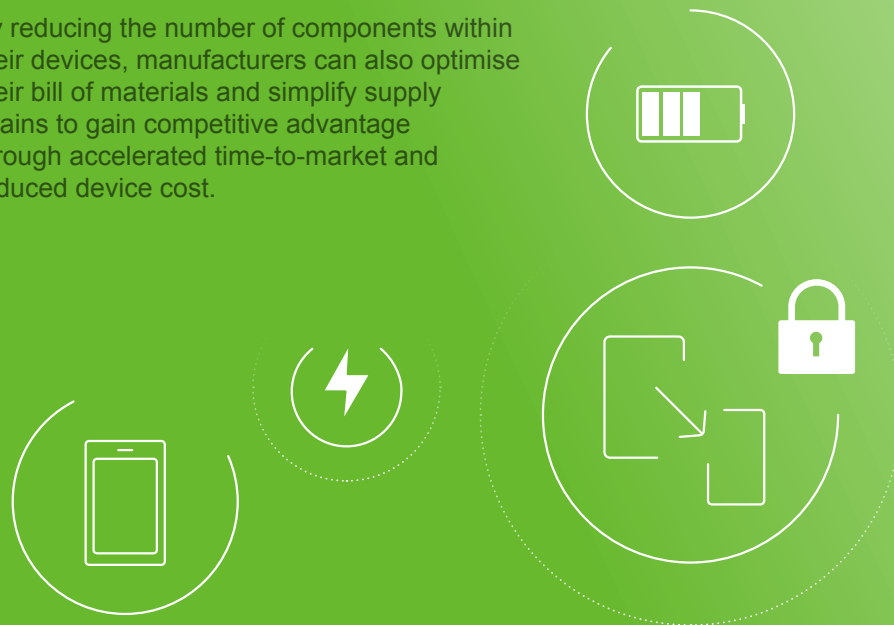 y reducing the number of components within
eir devices, manufacturers can also optimise
eir bill of materials and simplify supply
ains to gain competitive advantage
rough accelerated time-to-market and
duced device cost.